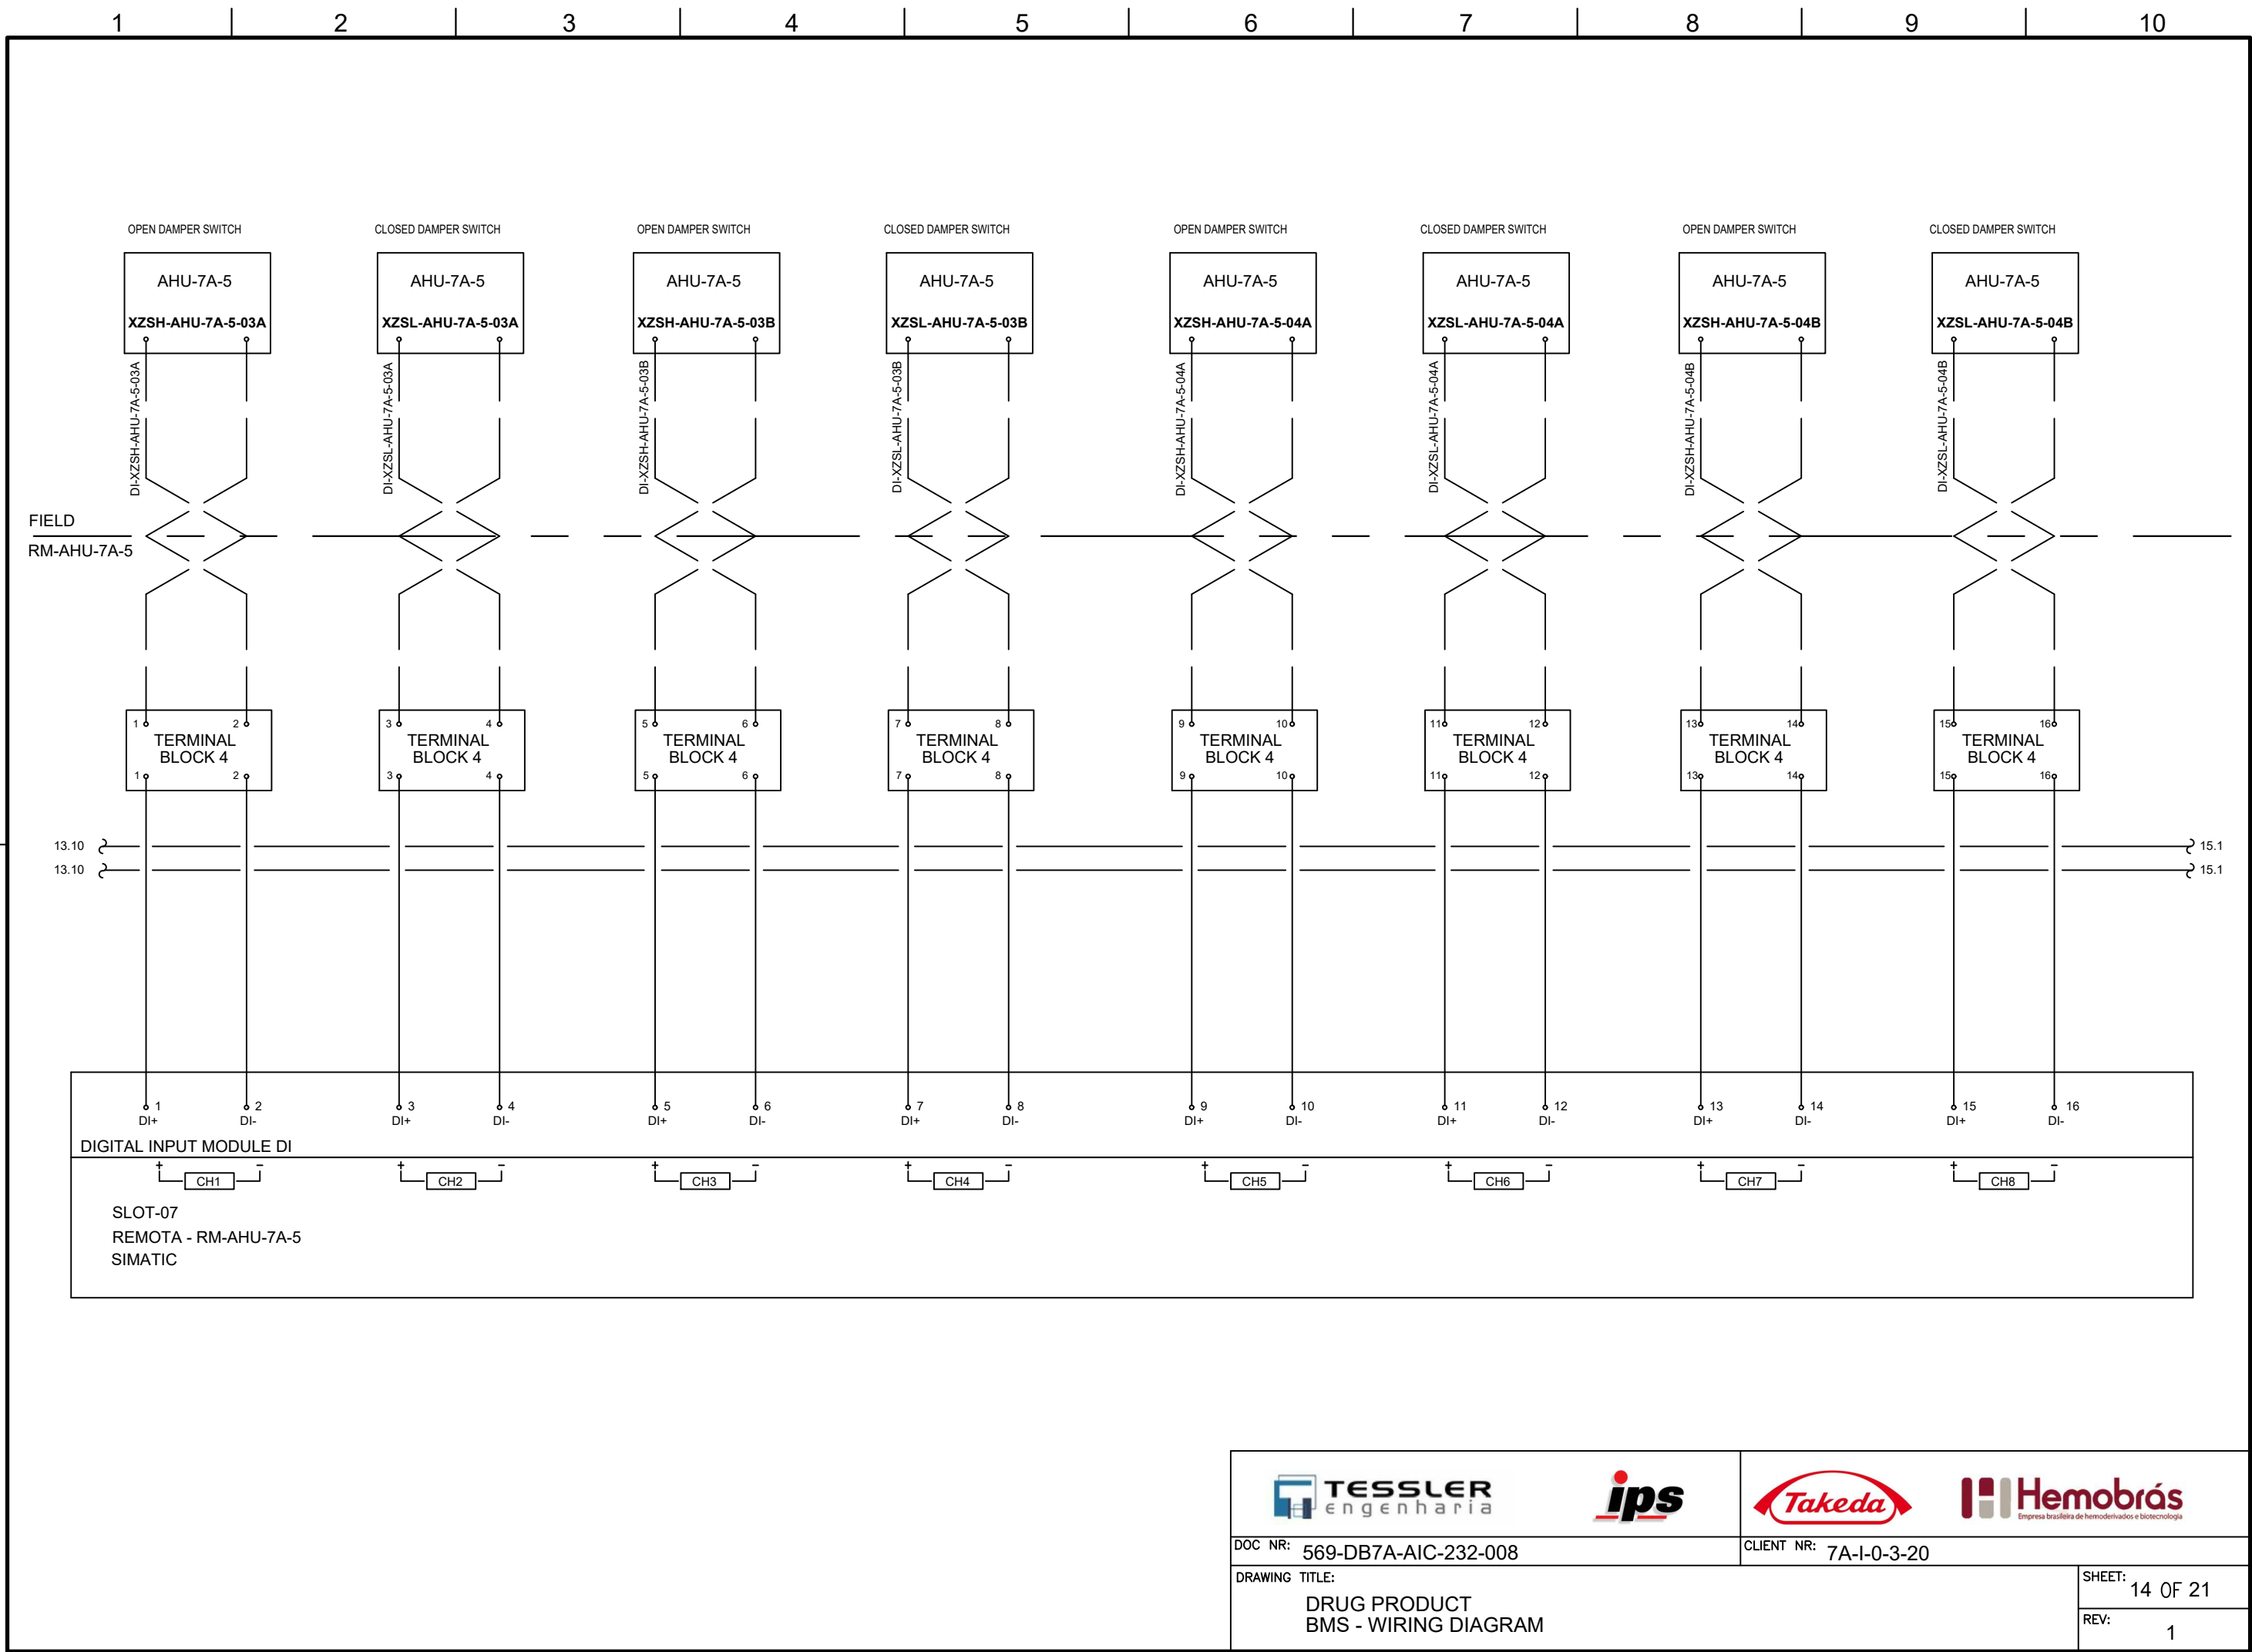 1 2 3 4 5 6 7 8 9 10
OPEN DAMPER SWITCH CLOSED DAMPER SWITCH OPEN DAMPER SWITCH CLOSED DAMPER SWITCH OPEN DAMPER SWITCH CLOSED DAMPER SWITCH OPEN DAMPER SWITCH CLOSED DAMPER SWITCH
AHU-7A-5 AHU-7A-5 AHU-7A-5 AHU-7A-5 AHU-7A-5 AHU-7A-5 AHU-7A-5 AHU-7A-5
XZSH-AHU-7A-5-03A XZSL-AHU-7A-5-03A XZSH-AHU-7A-5-03B XZSL-AHU-7A-5-03B XZSH-AHU-7A-5-04A XZSL-AHU-7A-5-04A XZSH-AHU-7A-5-04B XZSL-AHU-7A-5-04B
DI-XZSH-AHU-7A-5-03A DI-XZSL-AHU-7A-5-03A DI-XZSH-AHU-7A-5-03B DI-XZSL-AHU-7A-5-03B DI-XZSH-AHU-7A-5-04A DI-XZSL-AHU-7A-5-04A DI-XZSH-AHU-7A-5-04B DI-XZSL-AHU-7A-5-04B
FIELD
RM-AHU-7A-5
1 2 3 4 5 6 7 8 9 10 11 12 13 14 15 16
TERMINAL TERMINAL TERMINAL TERMINAL TERMINAL TERMINAL TERMINAL TERMINAL
BLOCK 4 BLOCK 4 BLOCK 4 BLOCK 4 BLOCK 4 BLOCK 4 BLOCK 4 BLOCK 4
1 2 3 4 5 6 7 8 9 10 11 12 13 14 15 16
13.10 15.1
13.10 15.1
1 2 3 4 5 6 7 8 9 10 11 12 13 14 15 16
DI+ DI- DI+ DI- DI+ DI- DI+ DI- DI+ DI- DI+ DI- DI+ DI- DI+ DI-
DIGITAL INPUT MODULE DI
+ - + - + - + - + - + - + - + -
CH1 CH2 CH3 CH4 CH5 CH6 CH7 CH8
SLOT-07
REMOTA - RM-AHU-7A-5
SIMATIC
TESSLER
engenharia
ips
Takeda
Hemobrás
Empresa brasileira de hemoderivados e biotecnologia
DOC NR: 569-DB7A-AIC-232-008
CLIENT NR: 7A-I-0-3-20
DRAWING TITLE:
DRUG PRODUCT
BMS - WIRING DIAGRAM
SHEET: 14 OF 21
REV: 1